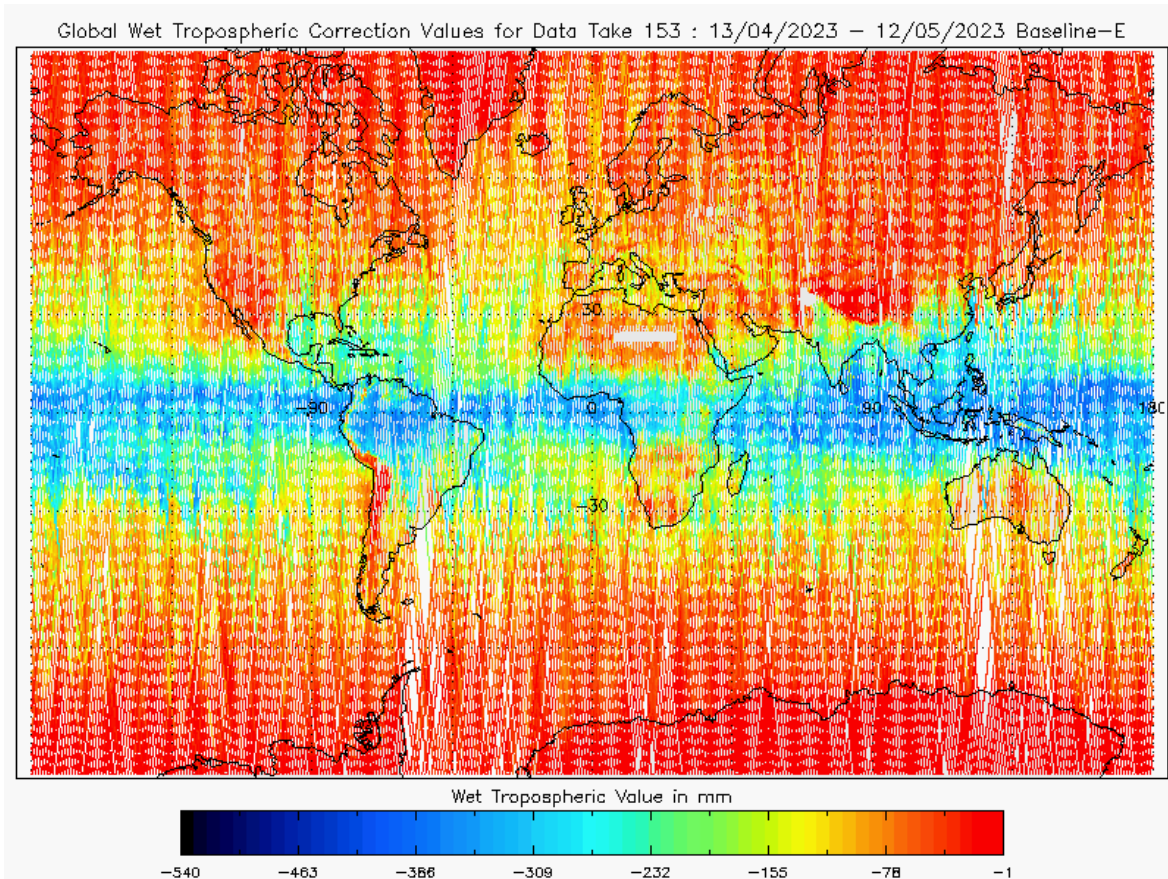 Global Wet Tropospheric Correction Values for Data Take 153 : 13/04/2023 – 12/05/2023 Baseline–E
30
–90 0 90 180
–30
Wet Tropospheric Value in mm
–540 –463 –386 –309 –232 –155 –78 –1